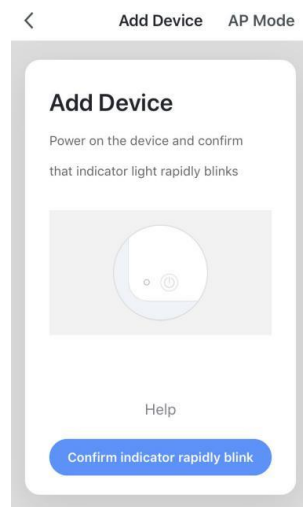 Add Device AP Mode
Add Device
Power on the device and confirm
that indicator light rapidly blinks
Help
Confirm indicator rapidly blink